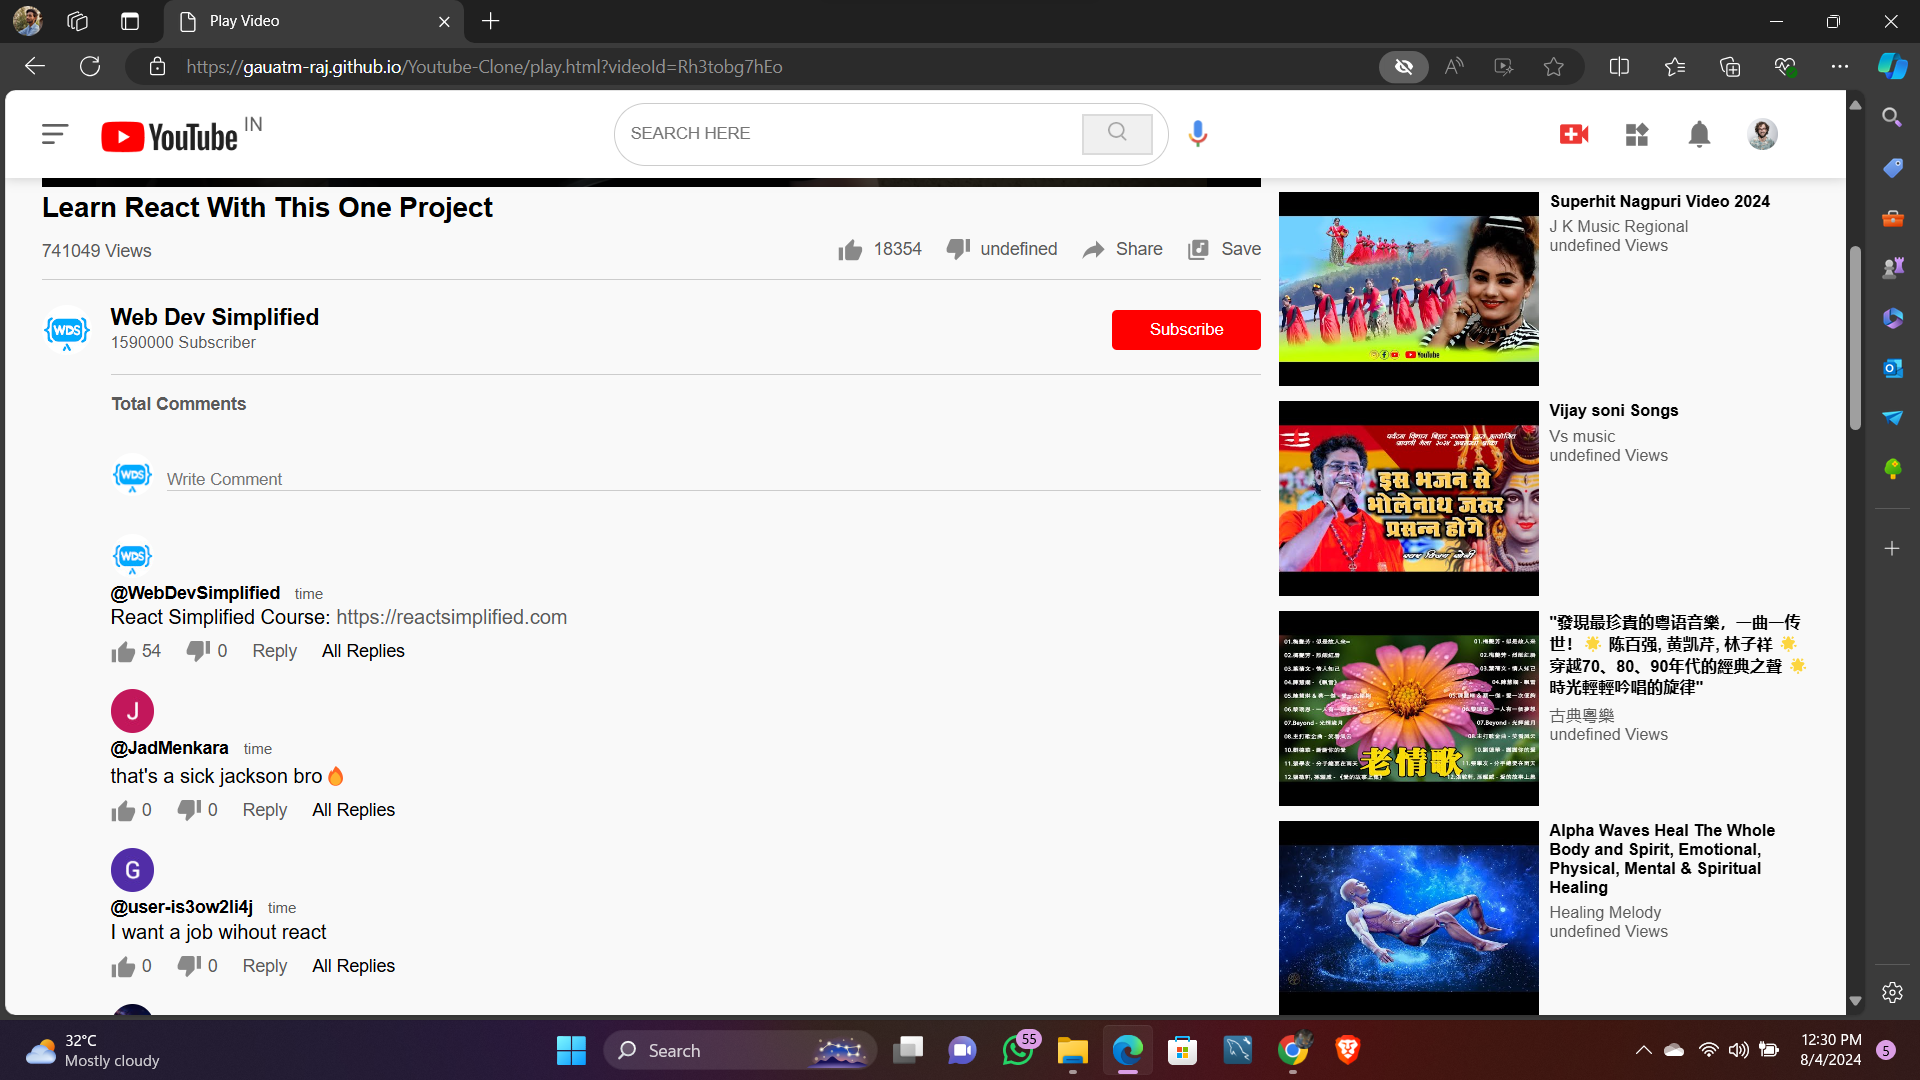 Play Video
https://gauatm-raj.github.io/Youtube-Clone/play.html?videoId=Rh3tobg7hEo
YouTube IN
SEARCH HERE
Learn React With This One Project
741049 Views
18354
undefined
Share
Save
Web Dev Simplified
1590000 Subscriber
Subscribe
WDS
Total Comments
WDS
Write Comment
WDS
@WebDevSimplified time
React Simplified Course: https://reactsimplified.com
54 0 Reply All Replies
J
@JadMenkara time
that's a sick jackson bro🔥
0 0 Reply All Replies
G
@user-is3ow2li4j time
I want a job wihout react
0 0 Reply All Replies
YouTube
Superhit Nagpuri Video 2024
J K Music Regional
undefined Views
इस भजन से
भोलेनाथ जरूर
प्रसन्न होगे
Vijay soni Songs
Vs music
undefined Views
老情歌
"發現最珍貴的粵语音樂，一曲一传
世！ 🌟 陈百强, 黄凯芹, 林子祥 🌟
穿越70、80、90年代的經典之聲 🌟
時光輕輕吟唱的旋律"
古典粵樂
undefined Views
Alpha Waves Heal The Whole
Body and Spirit, Emotional,
Physical, Mental & Spiritual
Healing
Healing Melody
undefined Views
32°C
Mostly cloudy
Search
55
12:30 PM
8/4/2024
5